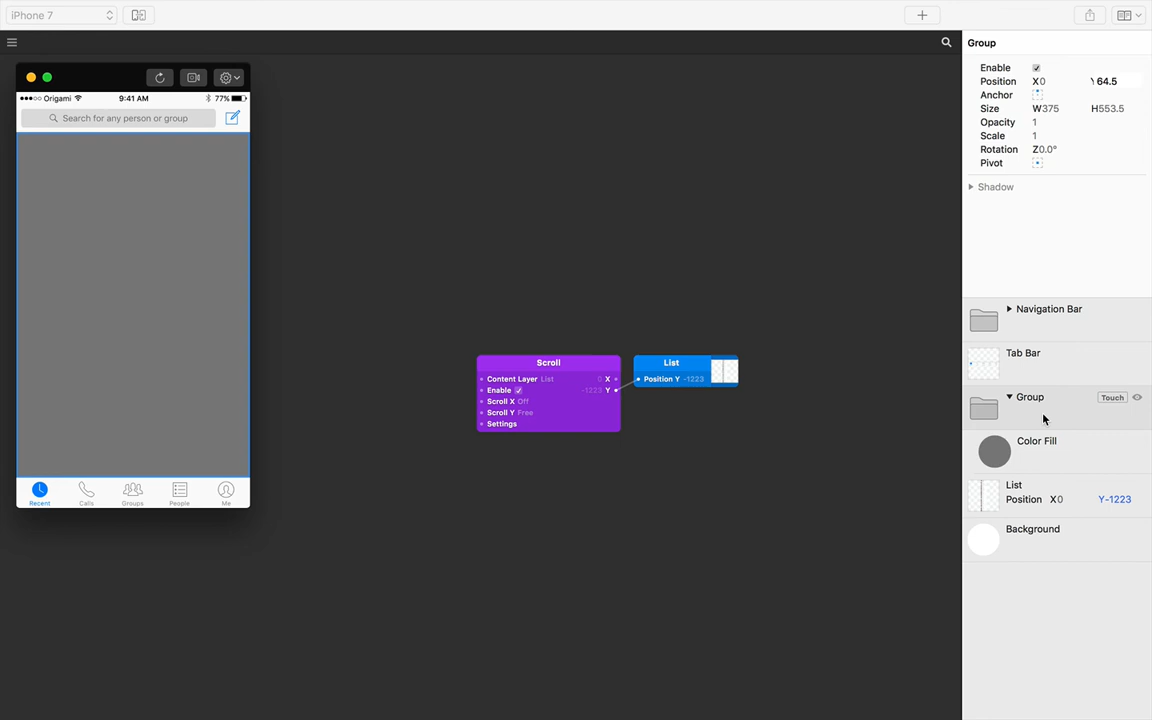 iPhone 7
Origami 9:41 AM 77%
Search for any person or group
Recent Calls Groups People Me
Scroll
Content Layer List 0 X
Enable -1223 Y
Scroll X Off
Scroll Y Free
Settings
List
Position Y -1223
Group
Enable
Position X0 Y 64.5
Anchor
Size W375 H553.5
Opacity 1
Scale 1
Rotation Z0.0°
Pivot
Shadow
Navigation Bar
Tab Bar
Group Touch
Color Fill
List
Position X0 Y-1223
Background